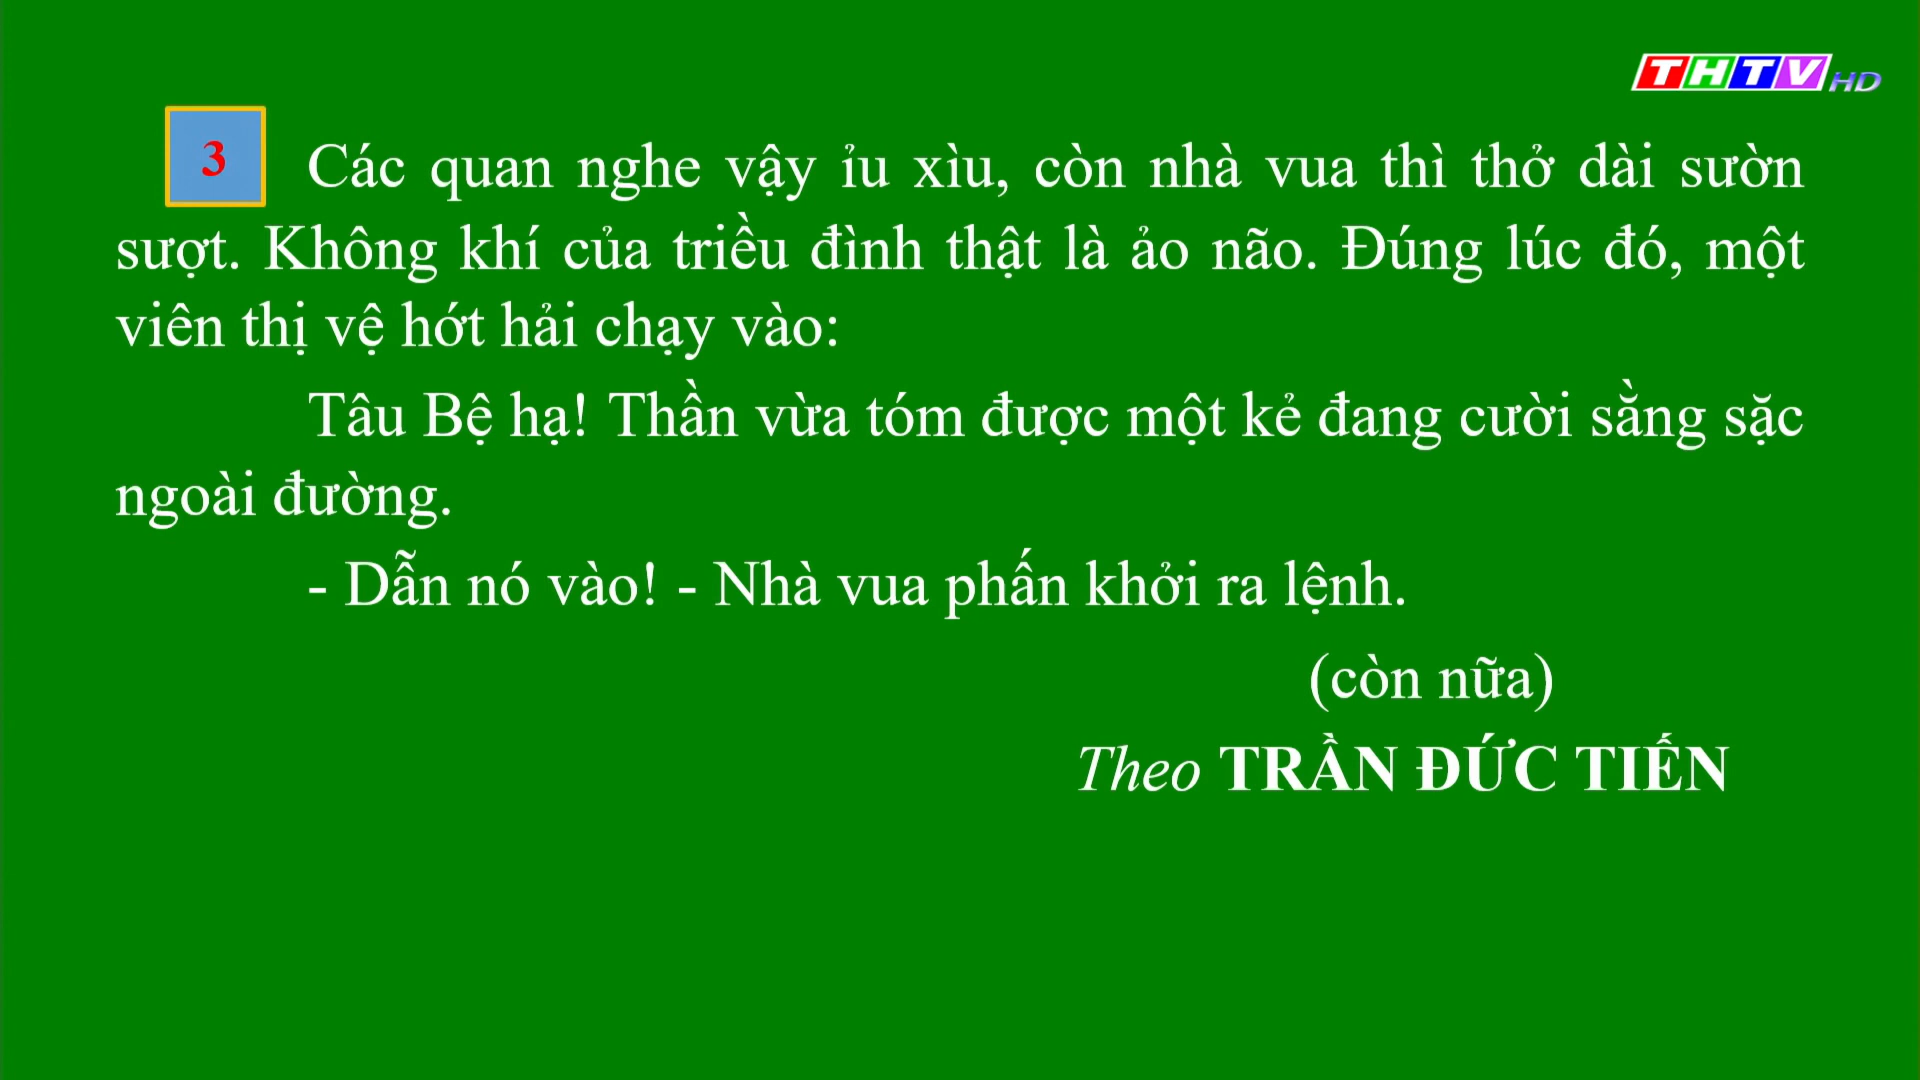 THTV HD
3 Các quan nghe vậy ỉu xìu, còn nhà vua thì thở dài sườn
sượt. Không khí của triều đình thật là ảo não. Đúng lúc đó, một
viên thị vệ hớt hải chạy vào:
Tâu Bệ hạ! Thần vừa tóm được một kẻ đang cười sằng sặc
ngoài đường.
- Dẫn nó vào! - Nhà vua phấn khởi ra lệnh.
(còn nữa)
Theo TRẦN ĐỨC TIẾN